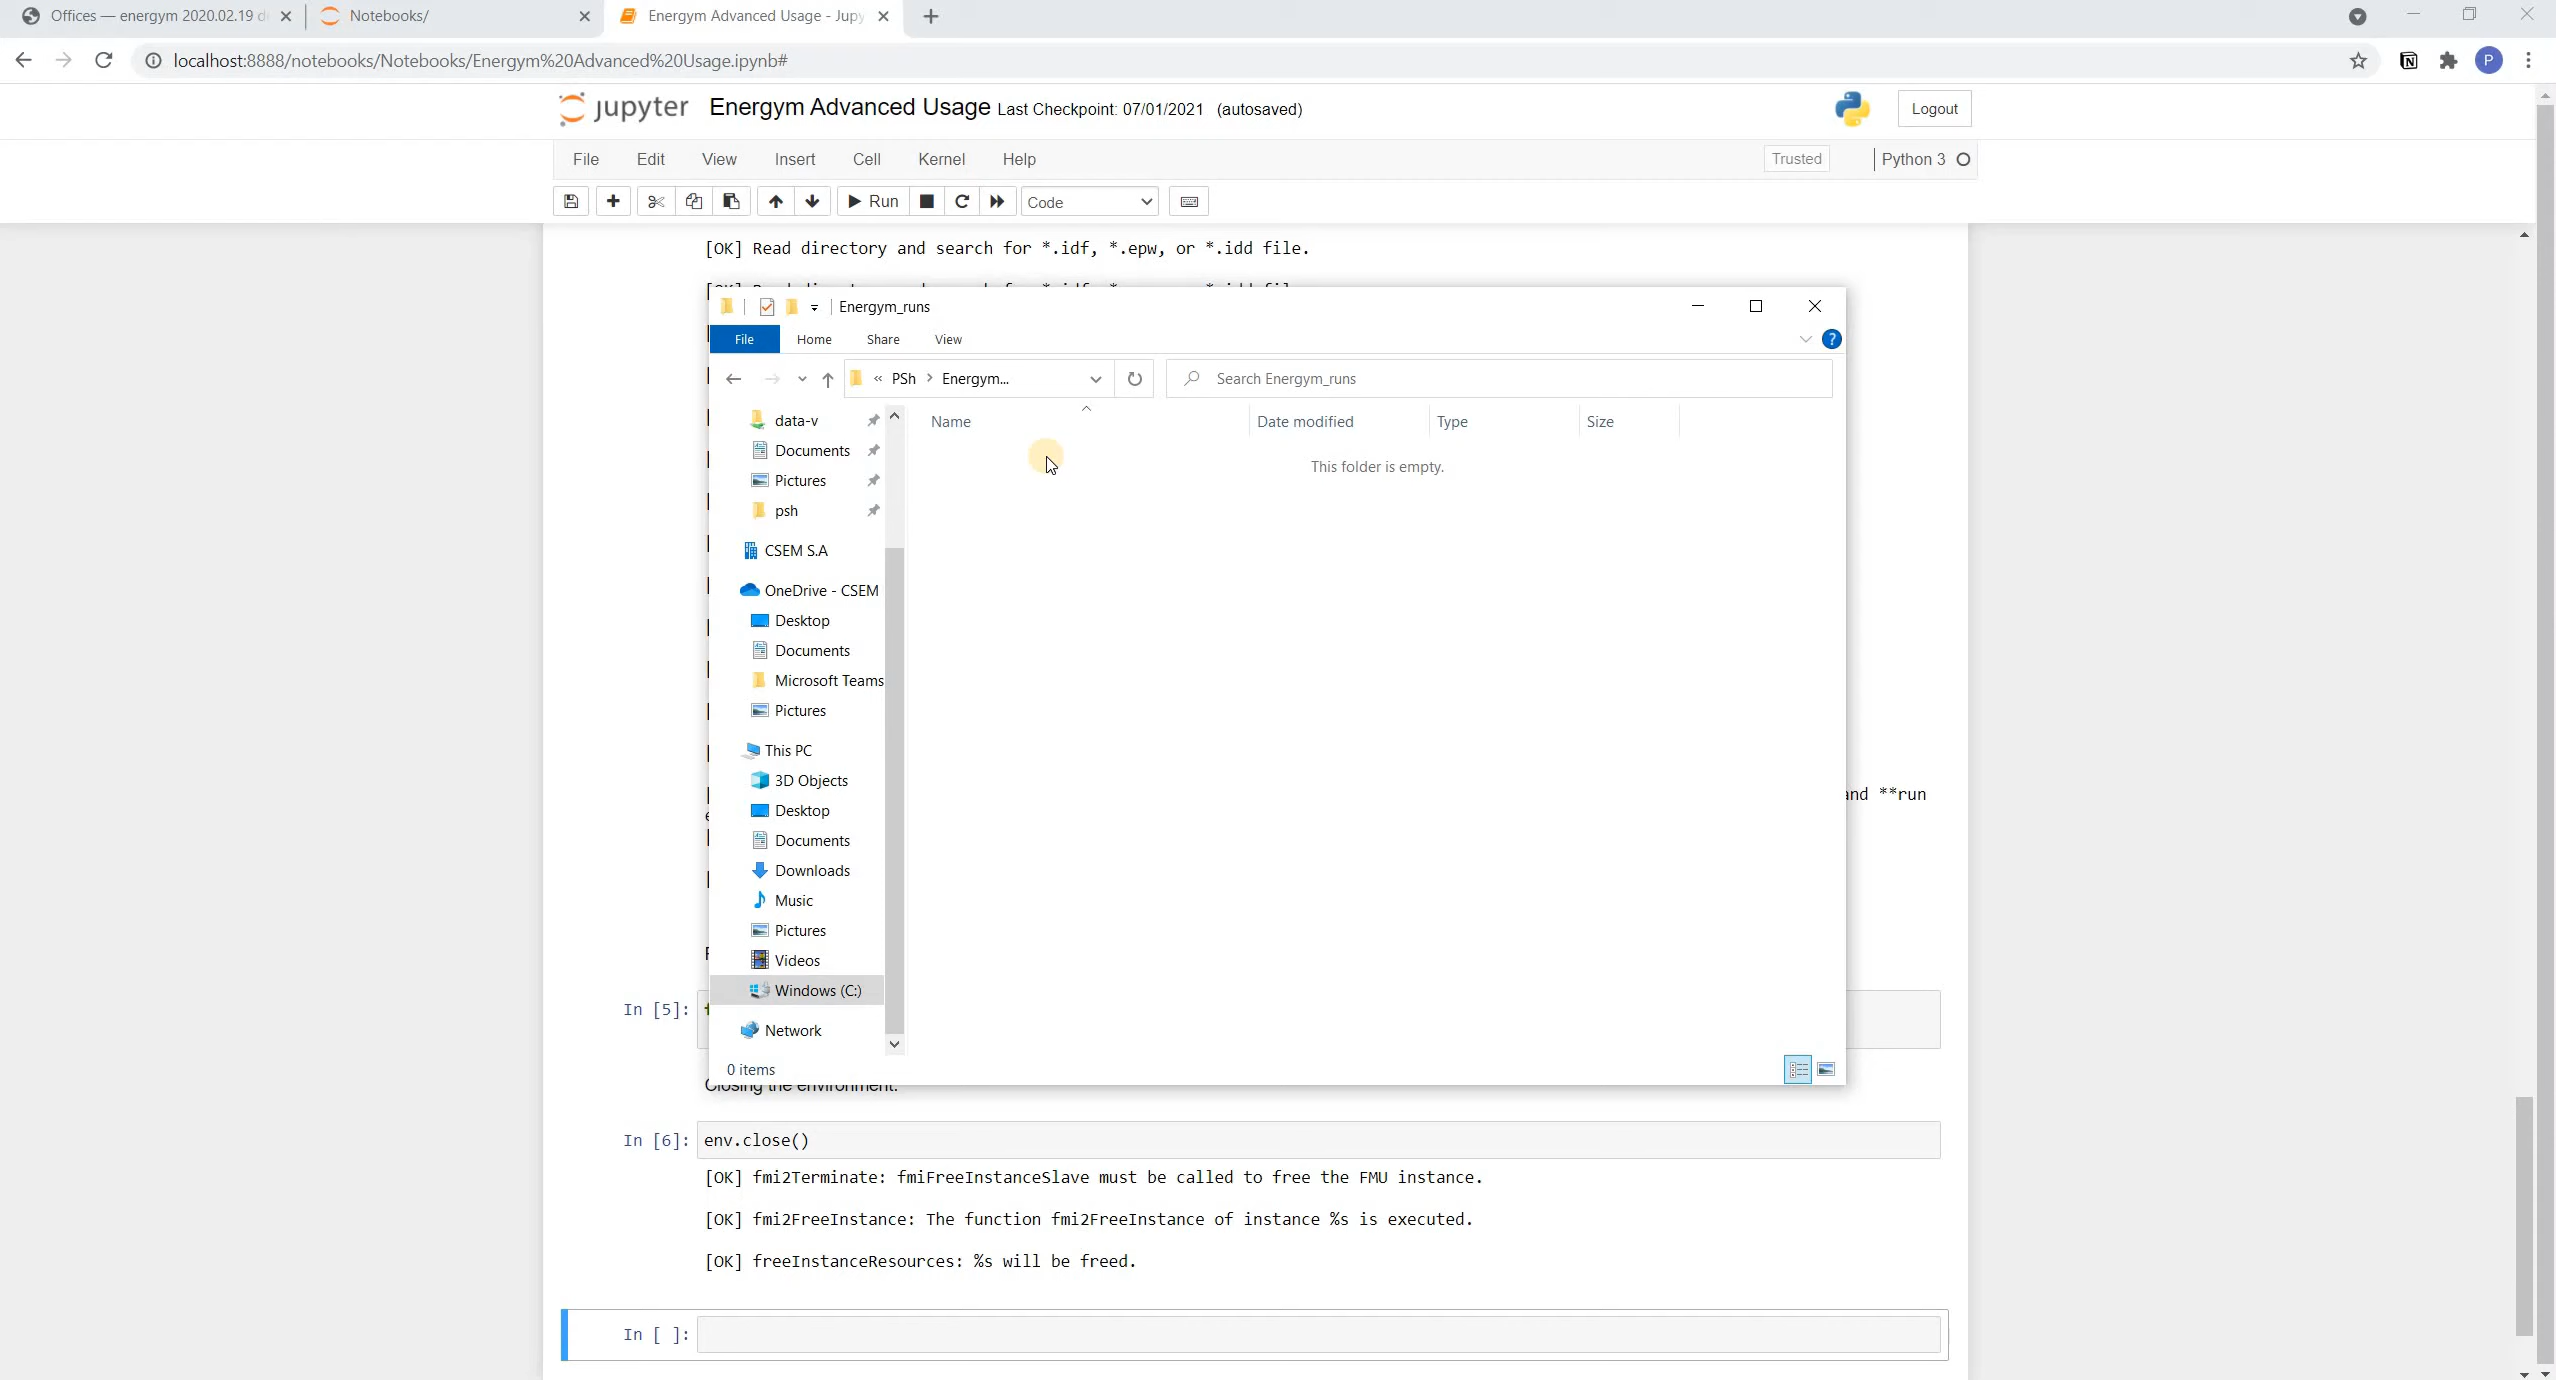 Offices — energym 2020.02.19 d
Notebooks/
Energym Advanced Usage - Jupy
localhost:8888/notebooks/Notebooks/Energym%20Advanced%20Usage.ipynb#
P
jupyter Energym Advanced Usage Last Checkpoint: 07/01/2021 (autosaved)
Logout
File Edit View Insert Cell Kernel Help
Trusted
Python 3
Run
Code
[OK] Read directory and search for *.idf, *.epw, or *.idd file.
Energym_runs
File Home Share View
?
« PSh > Energym...
Search Energym_runs
data-v
Documents
Pictures
psh
CSEM S.A
OneDrive - CSEM
Desktop
Documents
Microsoft Teams
Pictures
This PC
3D Objects
Desktop
Documents
Downloads
Music
Pictures
Videos
Windows (C:)
Network
Name Date modified Type Size
This folder is empty.
0 items
and **run
In [5]:
Closing the environment.
In [6]: env.close()
[OK] fmi2Terminate: fmiFreeInstanceSlave must be called to free the FMU instance.
[OK] fmi2FreeInstance: The function fmi2FreeInstance of instance %s is executed.
[OK] freeInstanceResources: %s will be freed.
In [ ]: